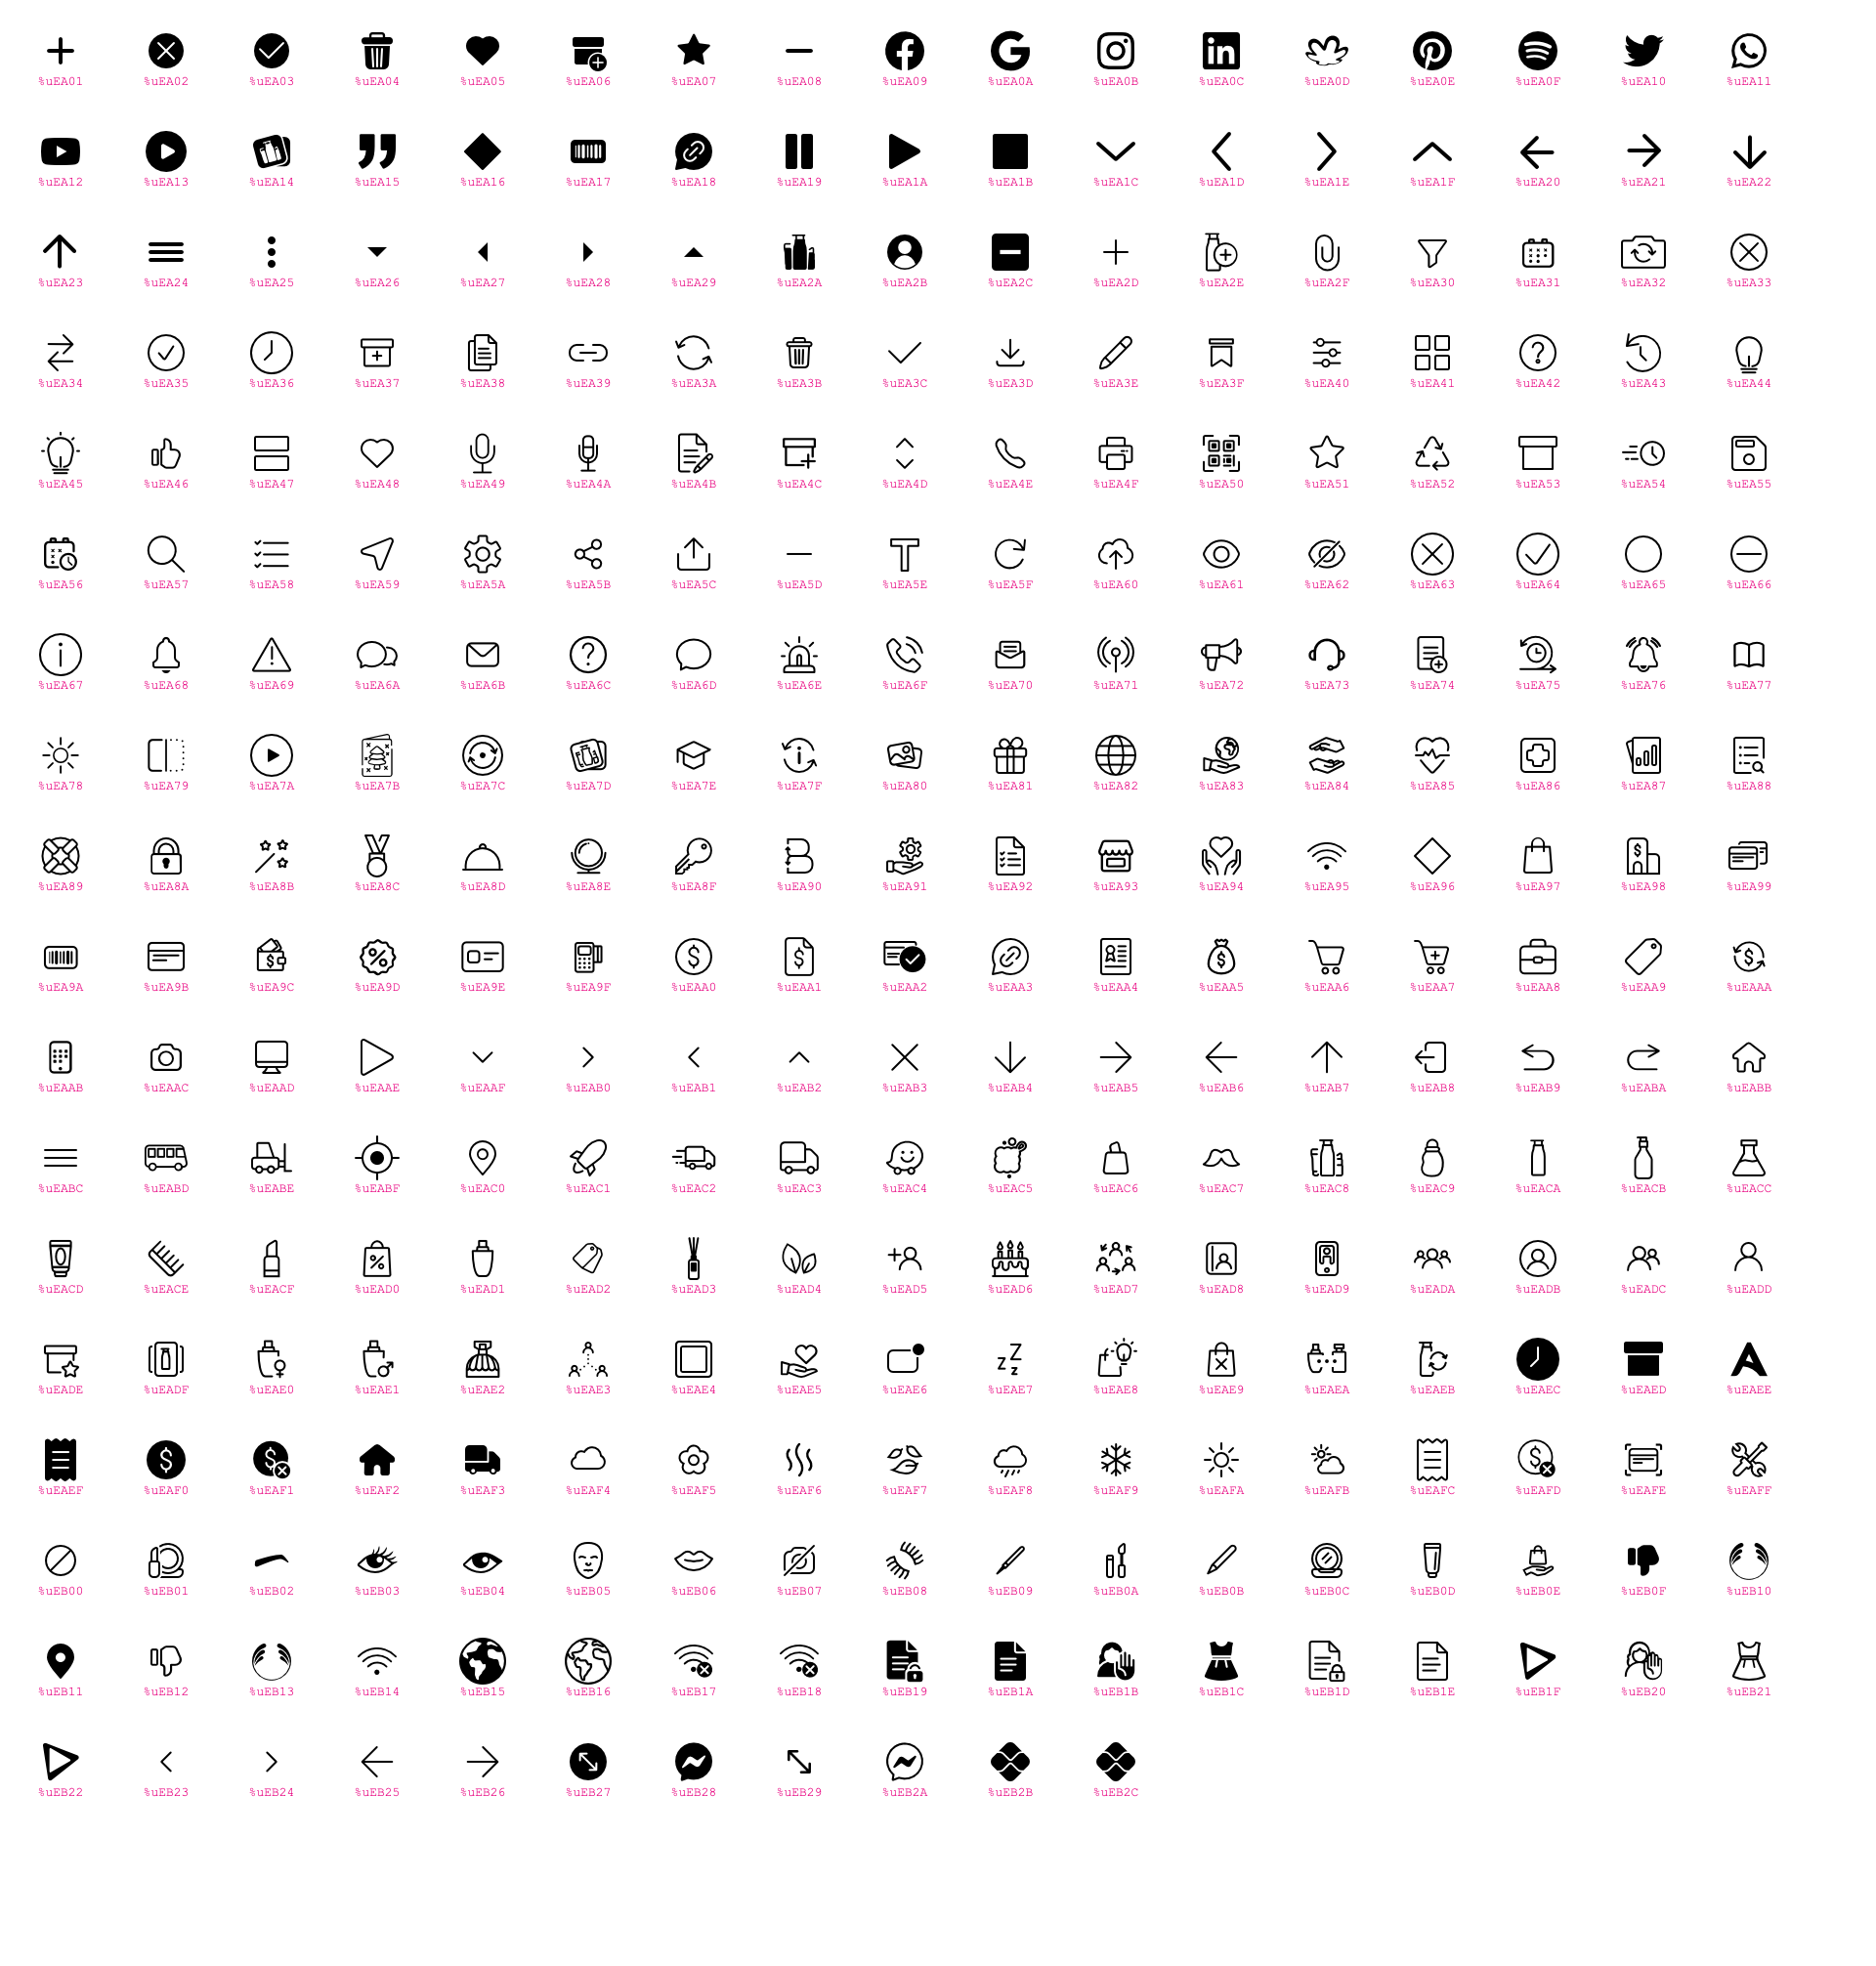 %uEA01 %uEA02 %uEA03 %uEA04 %uEA05 %uEA06 %uEA07 %uEA08 %uEA09 %uEA0A %uEA0B %uEA0C %uEA0D %uEA0E %uEA0F %uEA10 %uEA11
%uEA12 %uEA13 %uEA14 %uEA15 %uEA16 %uEA17 %uEA18 %uEA19 %uEA1A %uEA1B %uEA1C %uEA1D %uEA1E %uEA1F %uEA20 %uEA21 %uEA22
%uEA23 %uEA24 %uEA25 %uEA26 %uEA27 %uEA28 %uEA29 %uEA2A %uEA2B %uEA2C %uEA2D %uEA2E %uEA2F %uEA30 %uEA31 %uEA32 %uEA33
%uEA34 %uEA35 %uEA36 %uEA37 %uEA38 %uEA39 %uEA3A %uEA3B %uEA3C %uEA3D %uEA3E %uEA3F %uEA40 %uEA41 %uEA42 %uEA43 %uEA44
%uEA45 %uEA46 %uEA47 %uEA48 %uEA49 %uEA4A %uEA4B %uEA4C %uEA4D %uEA4E %uEA4F %uEA50 %uEA51 %uEA52 %uEA53 %uEA54 %uEA55
%uEA56 %uEA57 %uEA58 %uEA59 %uEA5A %uEA5B %uEA5C %uEA5D %uEA5E %uEA5F %uEA60 %uEA61 %uEA62 %uEA63 %uEA64 %uEA65 %uEA66
%uEA67 %uEA68 %uEA69 %uEA6A %uEA6B %uEA6C %uEA6D %uEA6E %uEA6F %uEA70 %uEA71 %uEA72 %uEA73 %uEA74 %uEA75 %uEA76 %uEA77
%uEA78 %uEA79 %uEA7A %uEA7B %uEA7C %uEA7D %uEA7E %uEA7F %uEA80 %uEA81 %uEA82 %uEA83 %uEA84 %uEA85 %uEA86 %uEA87 %uEA88
%uEA89 %uEA8A %uEA8B %uEA8C %uEA8D %uEA8E %uEA8F %uEA90 %uEA91 %uEA92 %uEA93 %uEA94 %uEA95 %uEA96 %uEA97 %uEA98 %uEA99
%uEA9A %uEA9B %uEA9C %uEA9D %uEA9E %uEA9F %uEAA0 %uEAA1 %uEAA2 %uEAA3 %uEAA4 %uEAA5 %uEAA6 %uEAA7 %uEAA8 %uEAA9 %uEAAA
%uEAAB %uEAAC %uEAAD %uEAAE %uEAAF %uEAB0 %uEAB1 %uEAB2 %uEAB3 %uEAB4 %uEAB5 %uEAB6 %uEAB7 %uEAB8 %uEAB9 %uEABA %uEABB
%uEABC %uEABD %uEABE %uEABF %uEAC0 %uEAC1 %uEAC2 %uEAC3 %uEAC4 %uEAC5 %uEAC6 %uEAC7 %uEAC8 %uEAC9 %uEACA %uEACB %uEACC
%uEACD %uEACE %uEACF %uEAD0 %uEAD1 %uEAD2 %uEAD3 %uEAD4 %uEAD5 %uEAD6 %uEAD7 %uEAD8 %uEAD9 %uEADA %uEADB %uEADC %uEADD
%uEADE %uEADF %uEAE0 %uEAE1 %uEAE2 %uEAE3 %uEAE4 %uEAE5 %uEAE6 %uEAE7 %uEAE8 %uEAE9 %uEAEA %uEAEB %uEAEC %uEAED %uEAEE
%uEAEF %uEAF0 %uEAF1 %uEAF2 %uEAF3 %uEAF4 %uEAF5 %uEAF6 %uEAF7 %uEAF8 %uEAF9 %uEAFA %uEAFB %uEAFC %uEAFD %uEAFE %uEAFF
%uEB00 %uEB01 %uEB02 %uEB03 %uEB04 %uEB05 %uEB06 %uEB07 %uEB08 %uEB09 %uEB0A %uEB0B %uEB0C %uEB0D %uEB0E %uEB0F %uEB10
%uEB11 %uEB12 %uEB13 %uEB14 %uEB15 %uEB16 %uEB17 %uEB18 %uEB19 %uEB1A %uEB1B %uEB1C %uEB1D %uEB1E %uEB1F %uEB20 %uEB21
%uEB22 %uEB23 %uEB24 %uEB25 %uEB26 %uEB27 %uEB28 %uEB29 %uEB2A %uEB2B %uEB2C